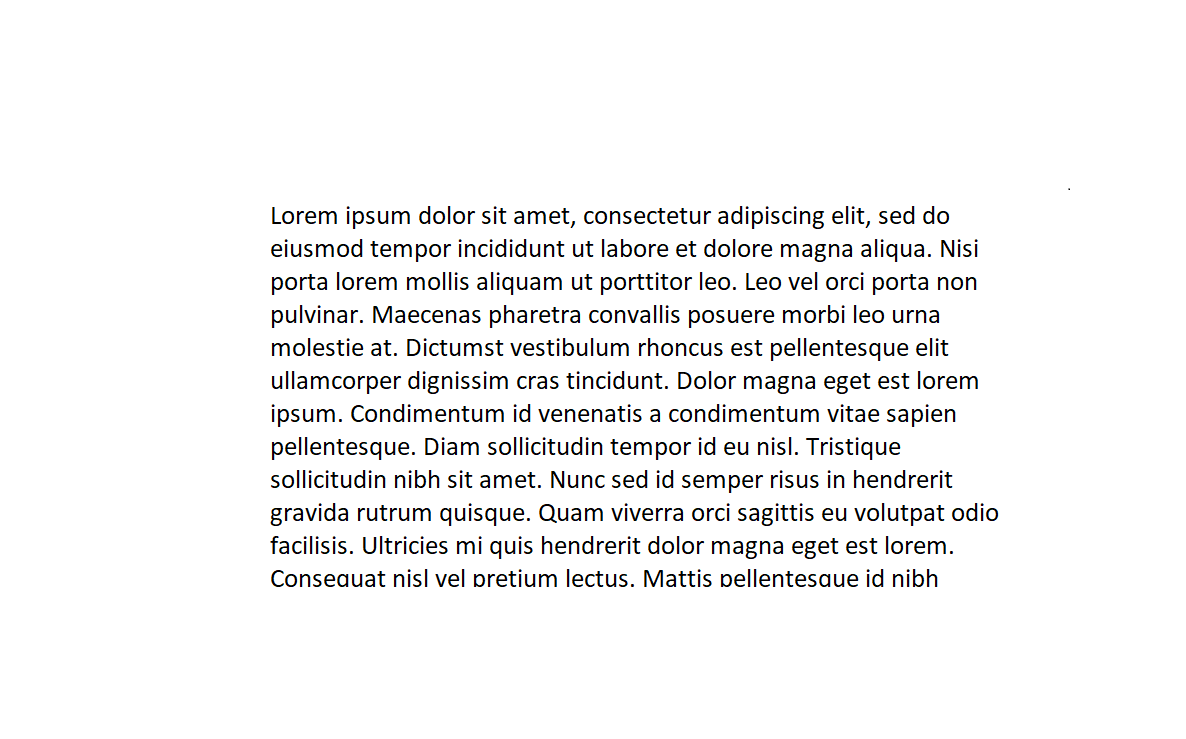 Lorem ipsum dolor sit amet, consectetur adipiscing elit, sed do
eiusmod tempor incididunt ut labore et dolore magna aliqua. Nisi
porta lorem mollis aliquam ut porttitor leo. Leo vel orci porta non
pulvinar. Maecenas pharetra convallis posuere morbi leo urna
molestie at. Dictumst vestibulum rhoncus est pellentesque elit
ullamcorper dignissim cras tincidunt. Dolor magna eget est lorem
ipsum. Condimentum id venenatis a condimentum vitae sapien
pellentesque. Diam sollicitudin tempor id eu nisl. Tristique
sollicitudin nibh sit amet. Nunc sed id semper risus in hendrerit
gravida rutrum quisque. Quam viverra orci sagittis eu volutpat odio
facilisis. Ultricies mi quis hendrerit dolor magna eget est lorem.
Consequat nisl vel pretium lectus. Mattis pellentesque id nibh